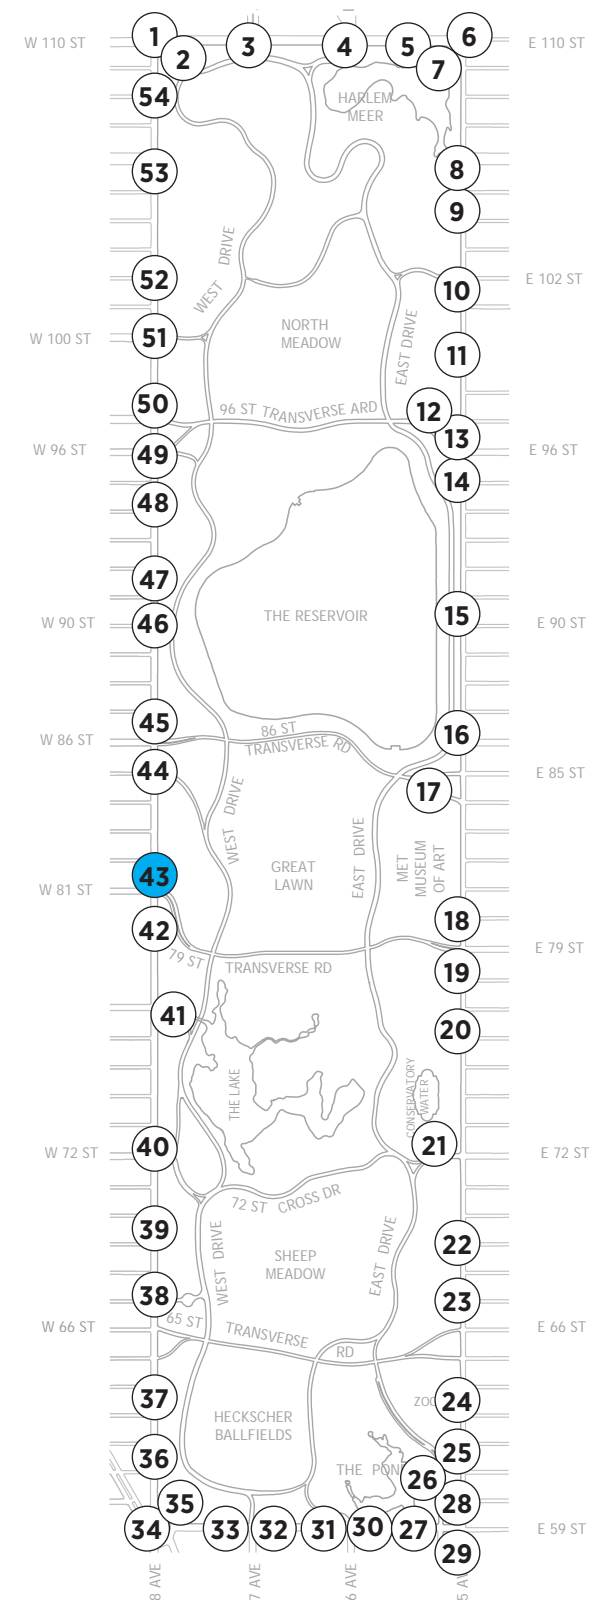 1
2
3
4
5
6
7
W 110 ST
E 110 ST
54
HARLEM
MEER
53
8
9
WEST DRIVE
52
10
E 102 ST
W 100 ST
51
NORTH
MEADOW
EAST DRIVE
11
50
96 ST TRANSVERSE ARD
12
13
W 96 ST
49
E 96 ST
14
48
47
W 90 ST
46
THE RESERVOIR
15
E 90 ST
45
W 86 ST
86 ST
TRANSVERSE RD
16
44
E 85 ST
17
WEST DRIVE
EAST DRIVE
GREAT
LAWN
MET
MUSEUM
OF ART
43
W 81 ST
42
18
79 ST
TRANSVERSE RD
E 79 ST
19
41
20
THE LAKE
CONSERVATORY
WATER
W 72 ST
40
21
E 72 ST
72 ST CROSS DR
39
WEST DRIVE
SHEEP
MEADOW
EAST DRIVE
22
38
23
W 66 ST
65 ST
TRANSVERSE
RD
E 66 ST
37
ZOO
24
HECKSCHER
BALLFIELDS
36
25
THE POND
26
35
28
34
33
32
31
30
27
E 59 ST
29
8 AVE
7 AVE
6 AVE
5 AV